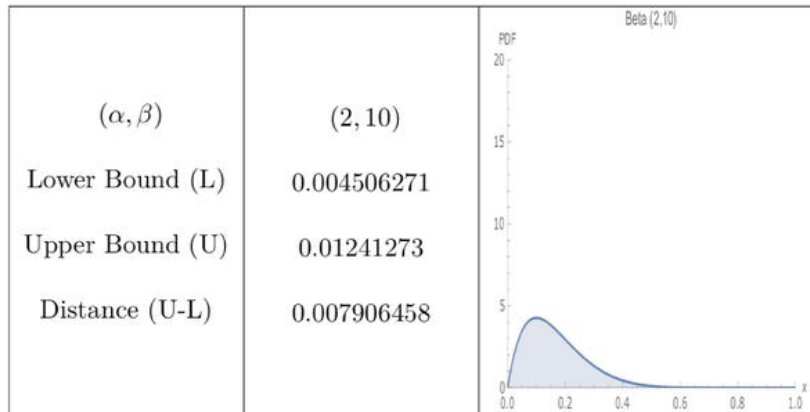 (α, β)
(2, 10)
Lower Bound (L)
0.004506271
Upper Bound (U)
0.01241273
Distance (U-L)
0.007906458
Beta (2,10)
PDF
20
15
10
5
0
0.0 0.2 0.4 0.6 0.8 1.0
x